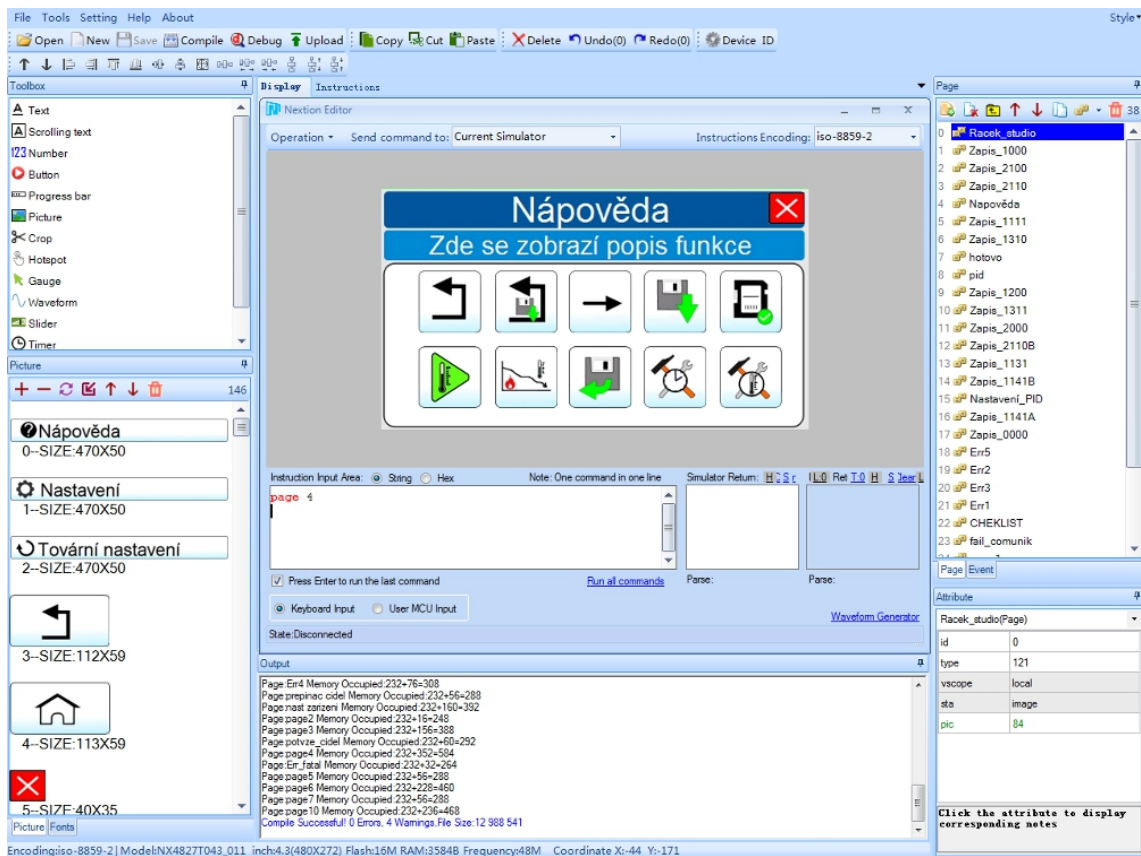 File Tools Setting Help About Style
Open New Save Compile Debug Upload Copy Cut Paste Delete Undo(0) Redo(0) Device ID
Toolbox
A Text
A Scrolling text
123 Number
Button
Progress bar
Picture
Crop
Hotspot
Gauge
Waveform
Slider
Timer
Picture
146
Nápověda
0--SIZE:470X50
Nastavení
1--SIZE:470X50
Tovární nastavení
2--SIZE:470X50
3--SIZE:112X59
4--SIZE:113X59
5--SIZE:40X35
Picture Fonts
Display Instructions
Nextion Editor
Operation Send command to: Current Simulator Instructions Encoding: iso-8859-2
Nápověda
Zde se zobrazí popis funkce
Instruction Input Area: String Hex Note: One command in one line Simulator Return: H
Ret T:0 H
page 4
Press Enter to run the last command Run all commands Parse: Parse:
Keyboard Input User MCU Input
Waveform Generator
State:Disconnected
Output
Page:Err4 Memory Occupied:232+76=308
Page:prepinac cidel Memory Occupied:232+56=288
Page:nast zarizeni Memory Occupied:232+160=392
Page:page2 Memory Occupied:232+16=248
Page:page3 Memory Occupied:232+156=388
Page:potvze_cidel Memory Occupied:232+60=292
Page:page4 Memory Occupied:232+352=584
Page:Err_fatal Memory Occupied:232+32=264
Page:page5 Memory Occupied:232+56=288
Page:page6 Memory Occupied:232+228=460
Page:page7 Memory Occupied:232+56=288
Page:page10 Memory Occupied:232+236=468
Compile Successful! 0 Errors, 4 Warnings,File Size:12 988 541
Page
38
0 Racek_studio
1 Zapis_1000
2 Zapis_2100
3 Zapis_2110
4 Napověda
5 Zapis_1111
6 Zapis_1310
7 hotovo
8 pid
9 Zapis_1200
10 Zapis_1311
11 Zapis_2000
12 Zapis_2110B
13 Zapis_1131
14 Zapis_1141B
15 Nastavení_PID
16 Zapis_1141A
17 Zapis_0000
18 Err5
19 Err2
20 Err3
21 Err1
22 CHEKLIST
23 fail_comunik
Page Event
Attribute
Racek_studio(Page)
id 0
type 121
vscope local
sta image
pic 84
Click the attribute to display
corresponding notes
Encoding:iso-8859-2 Model:NX4827T043_011 inch:4.3(480X272) Flash:16M RAM:3584B Frequency:48M Coordinate X:-44 Y:-171